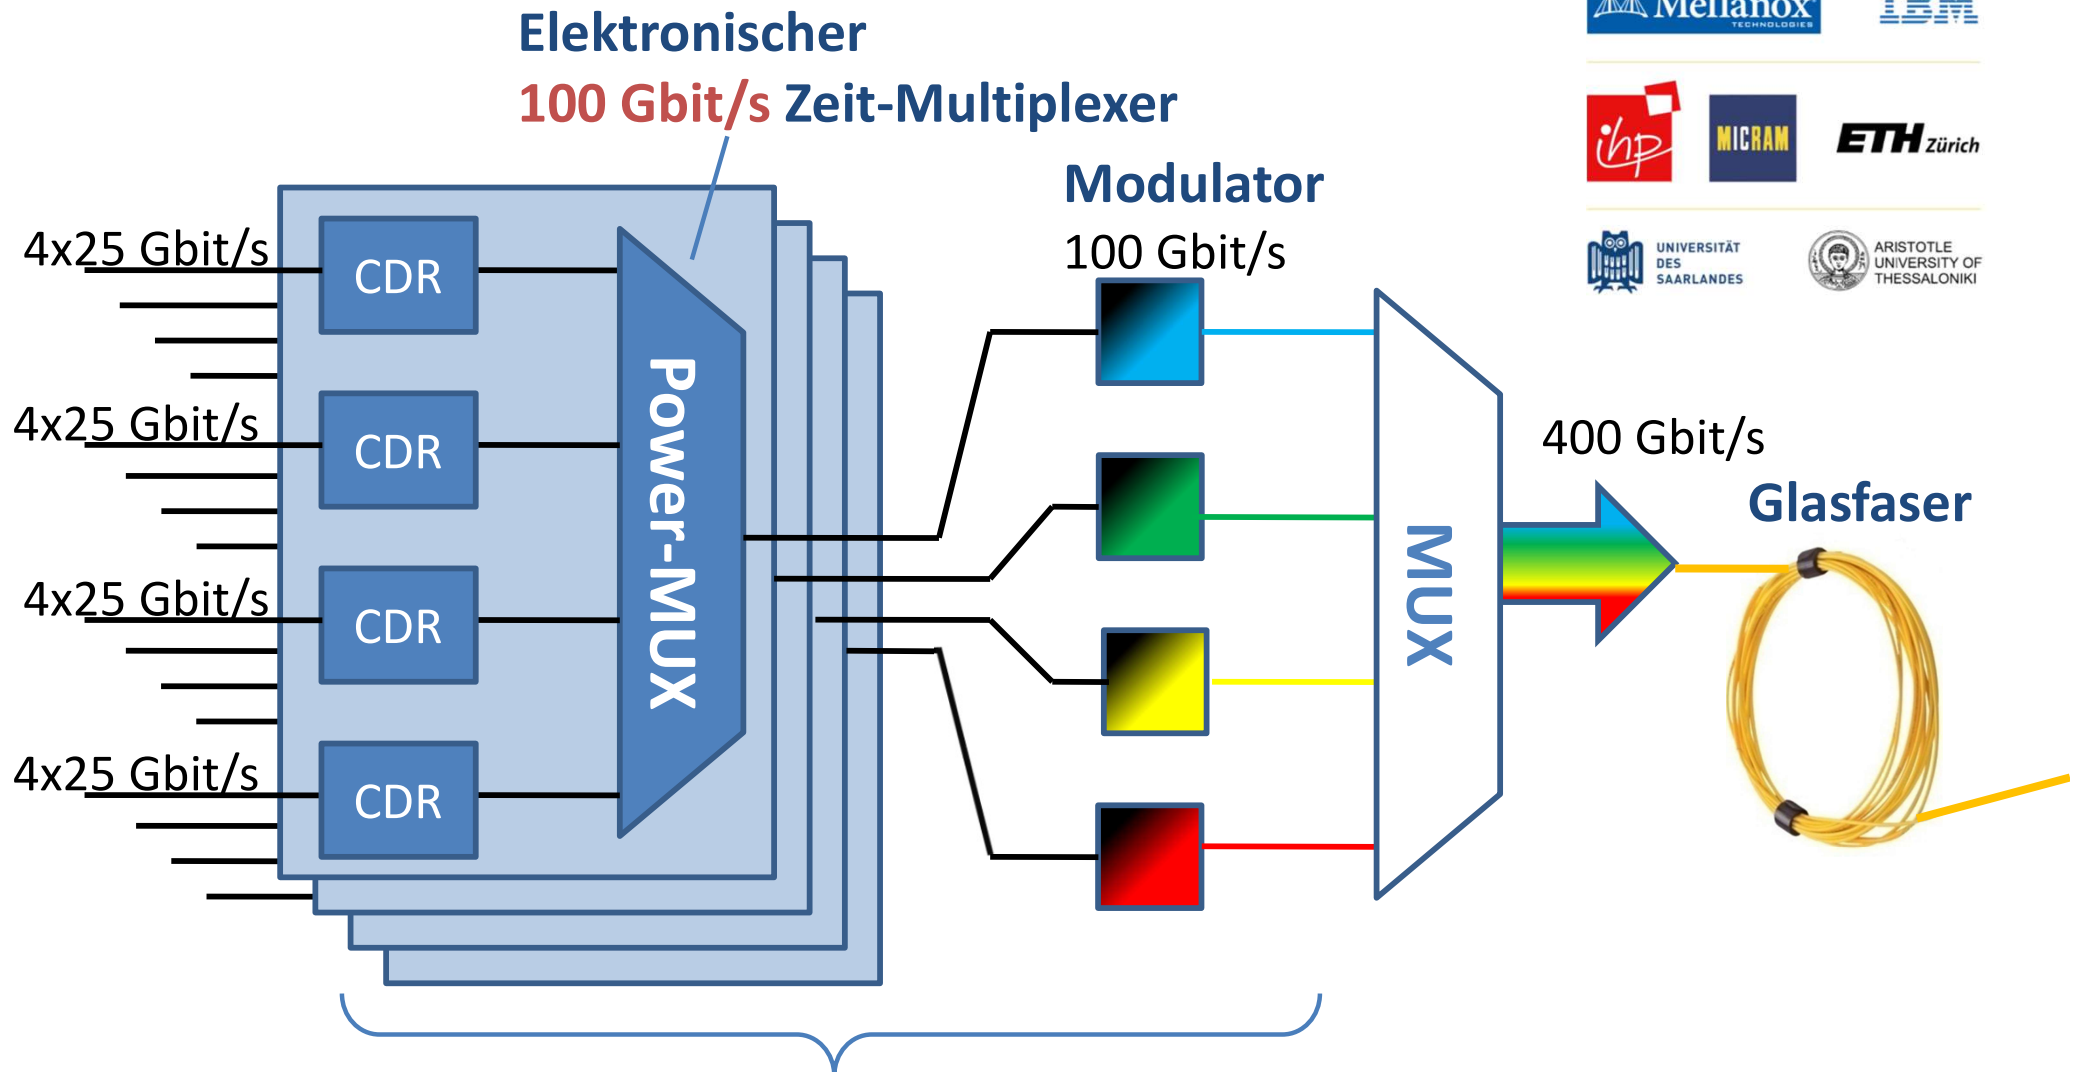 Elektronischer
100 Gbit/s Zeit-Multiplexer
Mellanox
TECHNOLOGIES
IBM
ihp
MICRAM
ETH Zürich
UNIVERSITÄT
DES
SAARLANDES
ARISTOTLE
UNIVERSITY OF
THESSALONIKI
Modulator
100 Gbit/s
4x25 Gbit/s
CDR
4x25 Gbit/s
CDR
4x25 Gbit/s
CDR
4x25 Gbit/s
CDR
Power-MUX
MUX
400 Gbit/s
Glasfaser